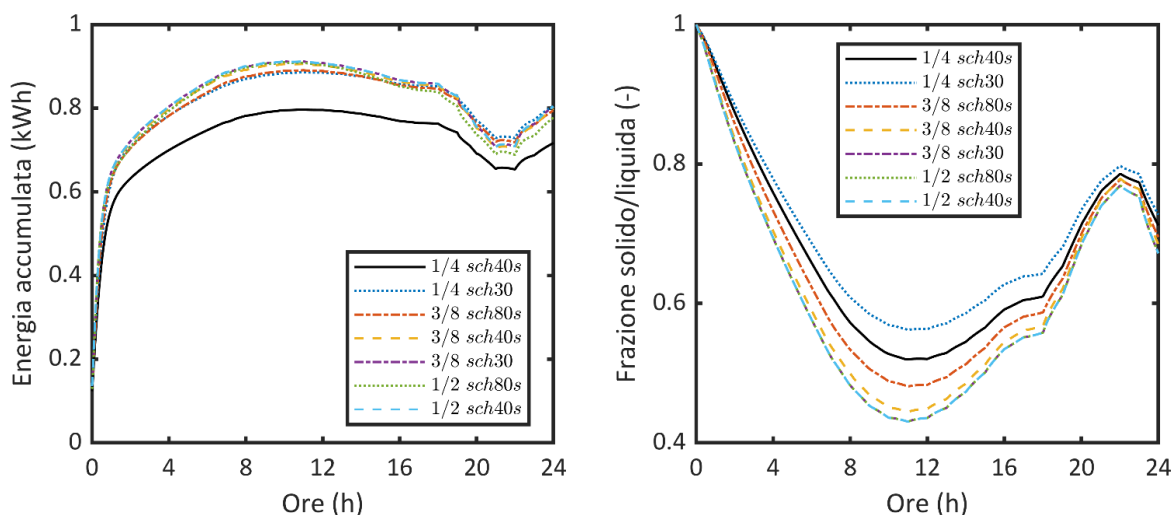 Energia accumulata (kWh)
1
0.8
0.6
0.4
0.2
0
0 4 8 12 16 20 24
Ore (h)
1/4 sch40s
1/4 sch30
3/8 sch80s
3/8 sch40s
3/8 sch30
1/2 sch80s
1/2 sch40s
Frazione solido/liquida (-)
1
0.8
0.6
0.4
0 4 8 12 16 20 24
Ore (h)
1/4 sch40s
1/4 sch30
3/8 sch80s
3/8 sch40s
3/8 sch30
1/2 sch80s
1/2 sch40s